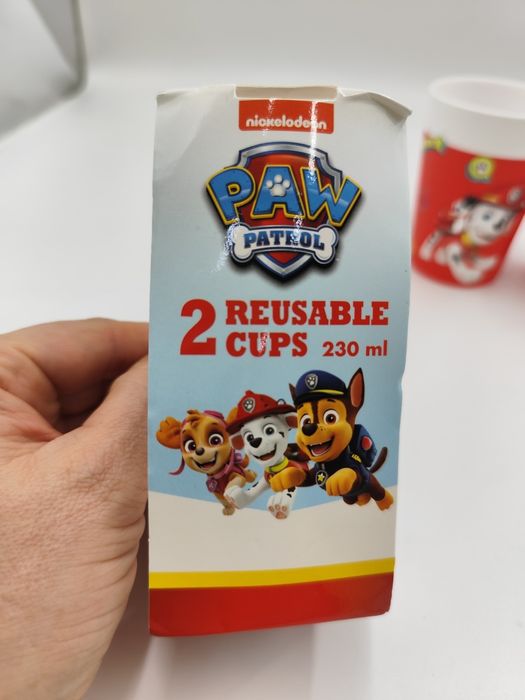 nickelodeon
PAW
PATROL
2 REUSABLE
CUPS 230 ml